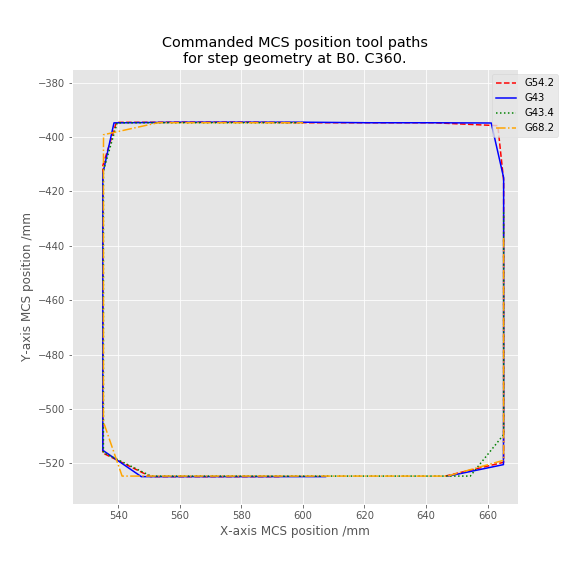 Commanded MCS position tool paths
for step geometry at B0. C360.
G54.2
G43
G43.4
G68.2
−380
−400
−420
−440
−460
−480
−500
−520
Y-axis MCS position /mm
540
560
580
600
620
640
660
X-axis MCS position /mm